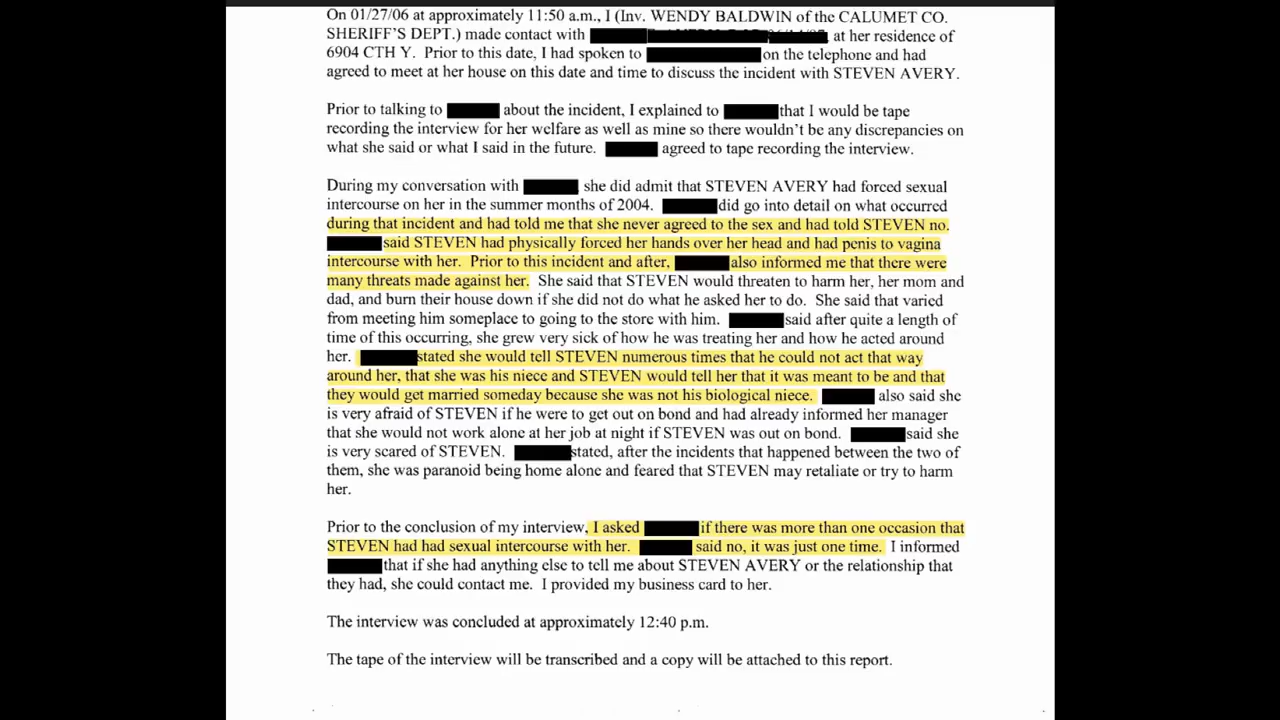 On 01/27/06 at approximately 11:50 a.m., I (Inv. WENDY BALDWIN of the CALUMET CO.
SHERIFF'S DEPT.) made contact with at her residence of
6904 CTH Y. Prior to this date, I had spoken to on the telephone and had
agreed to meet at her house on this date and time to discuss the incident with STEVEN AVERY.
Prior to talking to about the incident, I explained to that I would be tape
recording the interview for her welfare as well as mine so there wouldn't be any discrepancies on
what she said or what I said in the future. agreed to tape recording the interview.
During my conversation with she did admit that STEVEN AVERY had forced sexual
intercourse on her in the summer months of 2004. did go into detail on what occurred
during that incident and had told me that she never agreed to the sex and had told STEVEN no.
said STEVEN had physically forced her hands over her head and had penis to vagina
intercourse with her. Prior to this incident and after, also informed me that there were
many threats made against her. She said that STEVEN would threaten to harm her, her mom and
dad, and burn their house down if she did not do what he asked her to do. She said that varied
from meeting him someplace to going to the store with him. said after quite a length of
time of this occurring, she grew very sick of how he was treating her and how he acted around
her. stated she would tell STEVEN numerous times that he could not act that way
around her, that she was his niece and STEVEN would tell her that it was meant to be and that
they would get married someday because she was not his biological niece. also said she
is very afraid of STEVEN if he were to get out on bond and had already informed her manager
that she would not work alone at her job at night if STEVEN was out on bond. said she
is very scared of STEVEN. stated, after the incidents that happened between the two of
them, she was paranoid being home alone and feared that STEVEN may retaliate or try to harm
her.
Prior to the conclusion of my interview, I asked if there was more than one occasion that
STEVEN had had sexual intercourse with her. said no, it was just one time. I informed
that if she had anything else to tell me about STEVEN AVERY or the relationship that
they had, she could contact me. I provided my business card to her.
The interview was concluded at approximately 12:40 p.m.
The tape of the interview will be transcribed and a copy will be attached to this report.